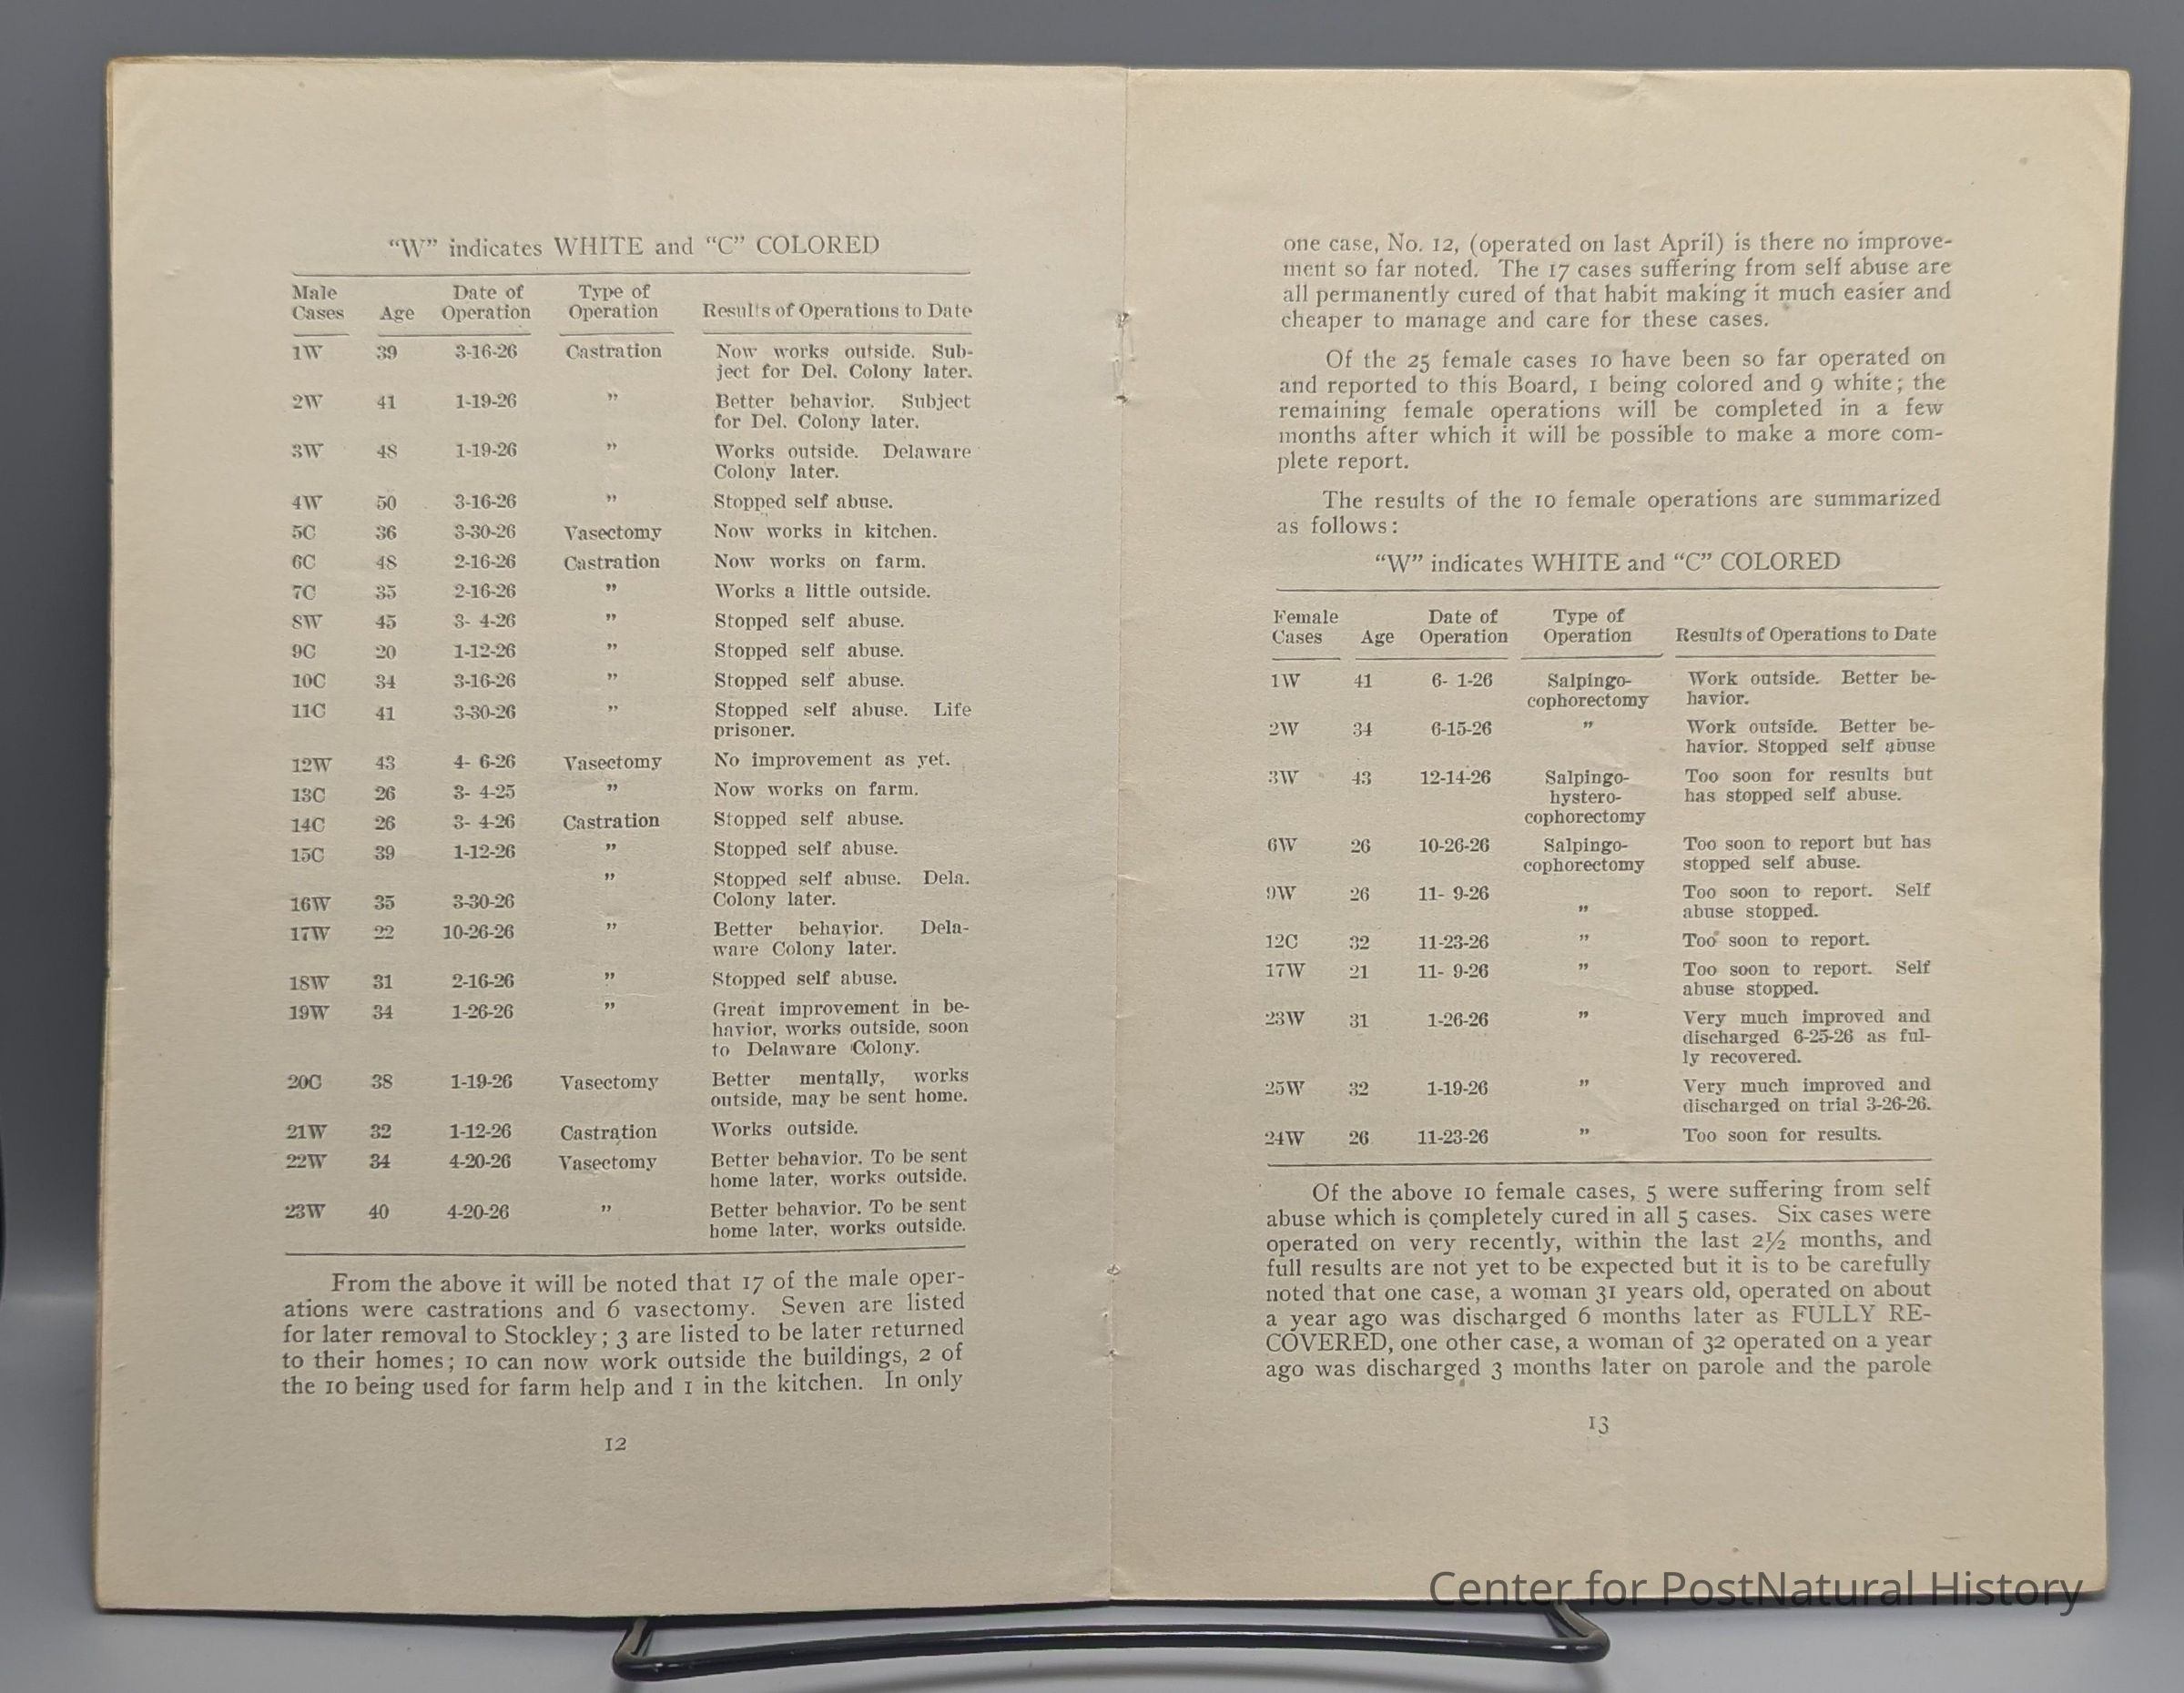 “W” indicates WHITE and “C” COLORED
Male Cases Age Date of Operation Type of Operation Results of Operations to Date
1W 39 3-16-26 Castration Now works outside. Sub-
ject for Del. Colony later.
2W 41 1-19-26 ” Better behavior. Subject
for Del. Colony later.
3W 48 1-19-26 ” Works outside. Delaware
Colony later.
4W 50 3-16-26 ” Stopped self abuse.
5C 36 3-30-26 Vasectomy Now works in kitchen.
6C 48 2-16-26 Castration Now works on farm.
7C 35 2-16-26 ” Works a little outside.
8W 45 3- 4-26 ” Stopped self abuse.
9C 20 1-12-26 ” Stopped self abuse.
10C 34 3-16-26 ” Stopped self abuse.
11C 41 3-30-26 ” Stopped self abuse. Life
prisoner.
12W 43 4- 6-26 Vasectomy No improvement as yet.
13C 26 3- 4-25 ” Now works on farm.
14C 26 3- 4-26 Castration Stopped self abuse.
15C 39 1-12-26 ” Stopped self abuse.
” Stopped self abuse. Dela.
16W 35 3-30-26 Colony later.
17W 22 10-26-26 ” Better behavior. Dela-
ware Colony later.
18W 31 2-16-26 ” Stopped self abuse.
19W 34 1-26-26 ” Great improvement in be-
havior, works outside, soon
to Delaware Colony.
20C 38 1-19-26 Vasectomy Better mentally, works
outside, may be sent home.
21W 32 1-12-26 Castration Works outside.
22W 34 4-20-26 Vasectomy Better behavior. To be sent
home later, works outside.
23W 40 4-20-26 ” Better behavior. To be sent
home later, works outside.
From the above it will be noted that 17 of the male oper-
ations were castrations and 6 vasectomy. Seven are listed
for later removal to Stockley; 3 are listed to be later returned
to their homes; 10 can now work outside the buildings, 2 of
the 10 being used for farm help and 1 in the kitchen. In only
12
one case, No. 12, (operated on last April) is there no improve-
ment so far noted. The 17 cases suffering from self abuse are
all permanently cured of that habit making it much easier and
cheaper to manage and care for these cases.
Of the 25 female cases 10 have been so far operated on
and reported to this Board, 1 being colored and 9 white; the
remaining female operations will be completed in a few
months after which it will be possible to make a more com-
plete report.
The results of the 10 female operations are summarized
as follows:
“W” indicates WHITE and “C” COLORED
Female Cases Age Date of Operation Type of Operation Results of Operations to Date
1W 41 6- 1-26 Salpingo- Work outside. Better be-
cophorectomy havior.
2W 34 6-15-26 ” Work outside. Better be-
havior. Stopped self abuse
3W 43 12-14-26 Salpingo- Too soon for results but
hystero- has stopped self abuse.
cophorectomy
6W 26 10-26-26 Salpingo- Too soon to report but has
cophorectomy stopped self abuse.
9W 26 11- 9-26 Too soon to report. Self
” abuse stopped.
12C 32 11-23-26 ” Too soon to report.
17W 21 11- 9-26 ” Too soon to report. Self
abuse stopped.
23W 31 1-26-26 ” Very much improved and
discharged 6-25-26 as ful-
ly recovered.
25W 32 1-19-26 ” Very much improved and
discharged on trial 3-26-26.
24W 26 11-23-26 ” Too soon for results.
Of the above 10 female cases, 5 were suffering from self
abuse which is completely cured in all 5 cases. Six cases were
operated on very recently, within the last 2½ months, and
full results are not yet to be expected but it is to be carefully
noted that one case, a woman 31 years old, operated on about
a year ago was discharged 6 months later as FULLY RE-
COVERED, one other case, a woman of 32 operated on a year
ago was discharged 3 months later on parole and the parole
13
Center for PostNatural History